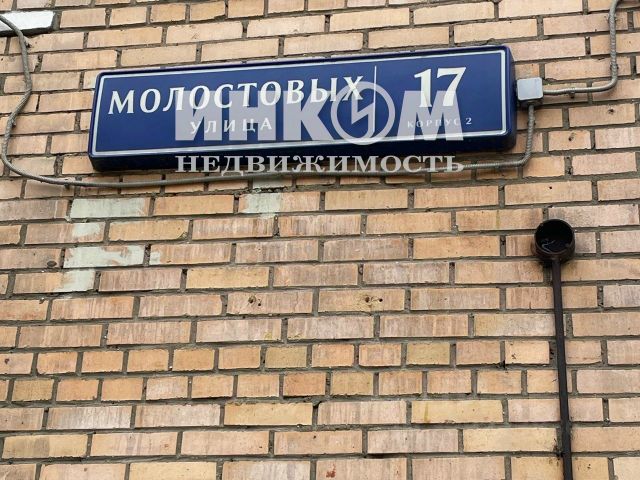 МОЛОСТОВЫХ 17
УЛИЦА КОРПУС 2
ИНКОМ
НЕДВИЖИМОСТЬ